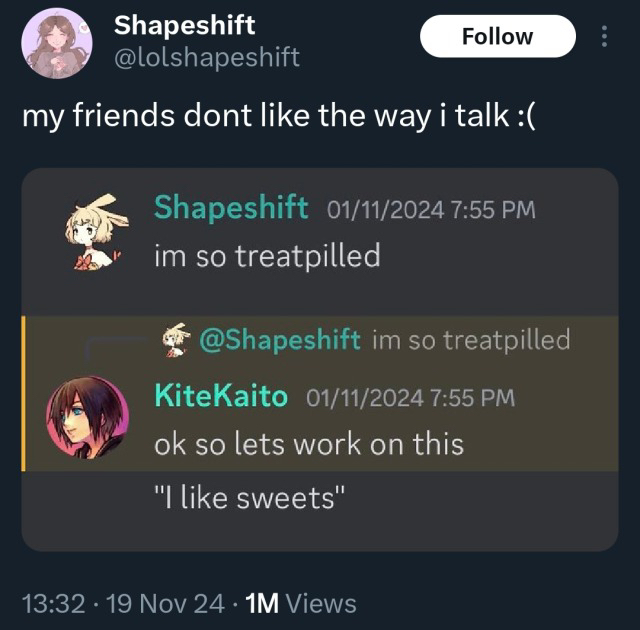 Shapeshift
@lolshapeshift
Follow
my friends dont like the way i talk :(
Shapeshift 01/11/2024 7:55 PM
im so treatpilled
@Shapeshift im so treatpilled
KiteKaito 01/11/2024 7:55 PM
ok so lets work on this
"I like sweets"
13:32 · 19 Nov 24 · 1M Views